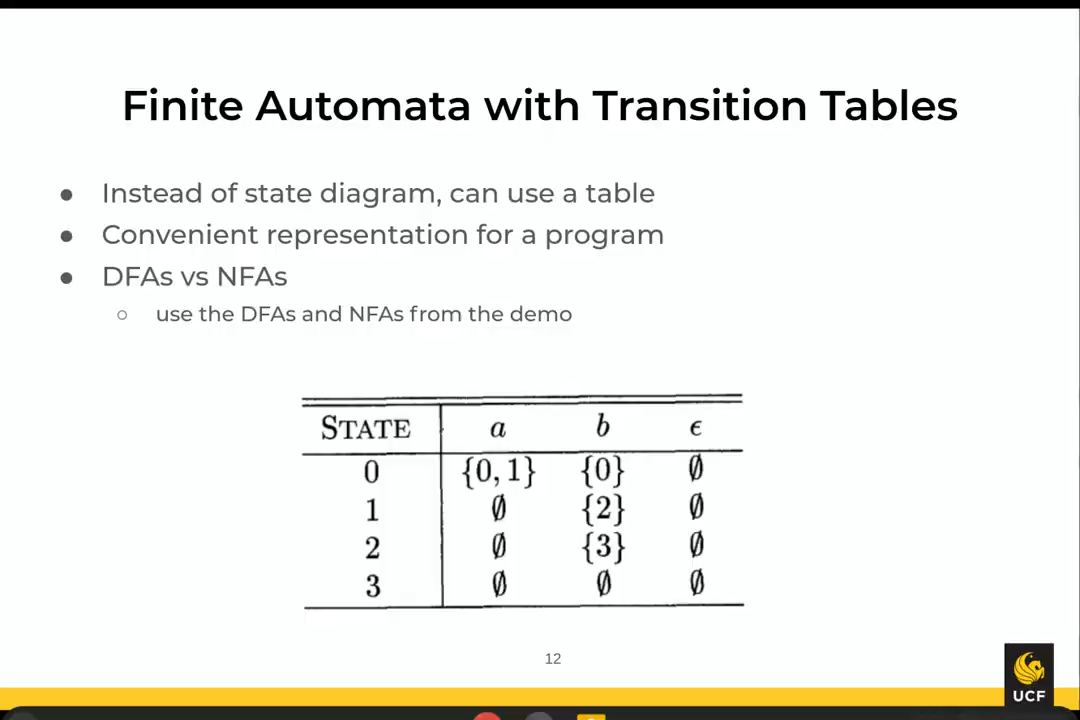 Finite Automata with Transition Tables
● Instead of state diagram, can use a table
● Convenient representation for a program
● DFAs vs NFAs
○ use the DFAs and NFAs from the demo
STATE a b ϵ
0 {0, 1} {0} ∅
1 ∅ {2} ∅
2 ∅ {3} ∅
3 ∅ ∅ ∅
12
UCF